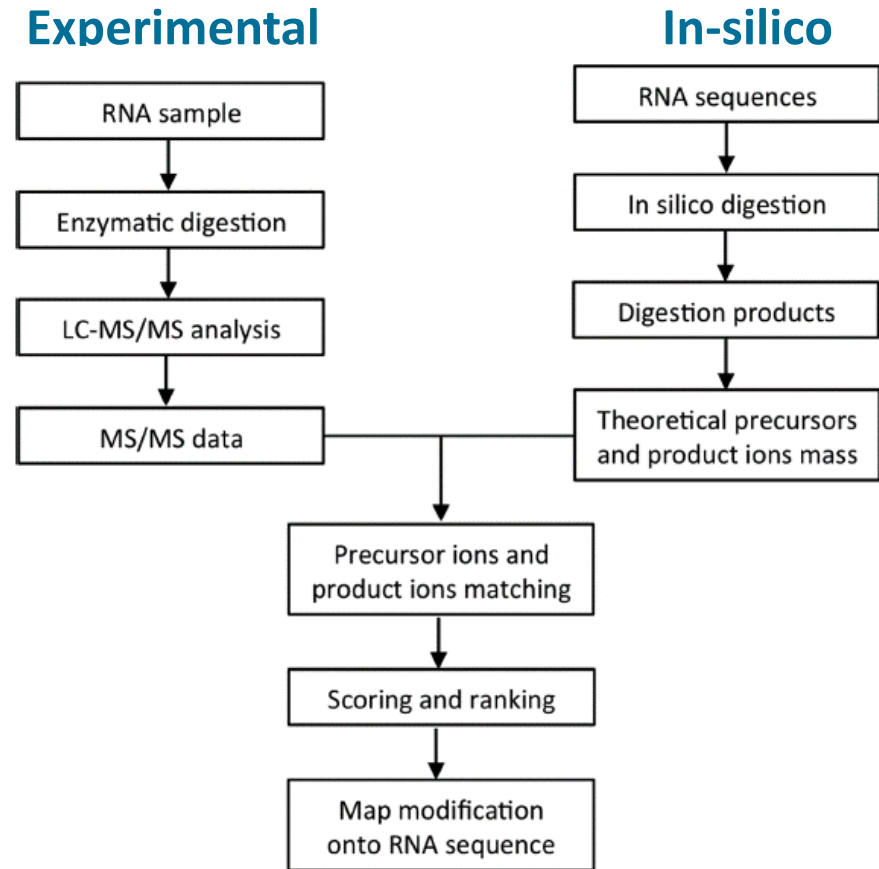 Experimental
In-silico
RNA sample
Enzymatic digestion
LC-MS/MS analysis
MS/MS data
RNA sequences
In silico digestion
Digestion products
Theoretical precursors
and product ions mass
Precursor ions and
product ions matching
Scoring and ranking
Map modification
onto RNA sequence